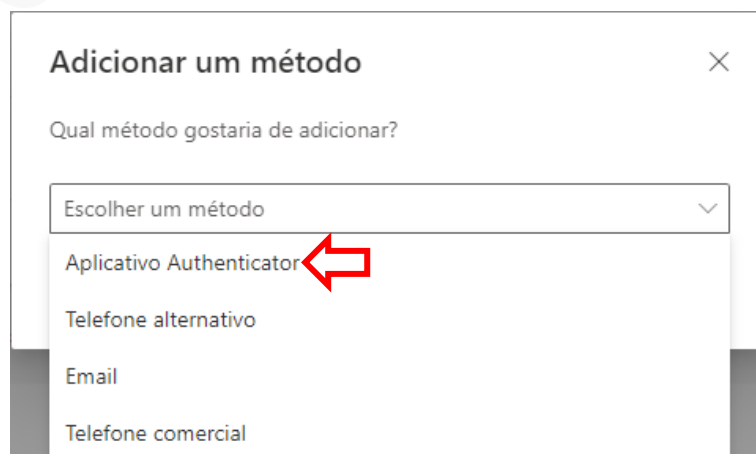 Adicionar um método
Qual método gostaria de adicionar?
Escolher um método
Aplicativo Authenticator
Telefone alternativo
Email
Telefone comercial